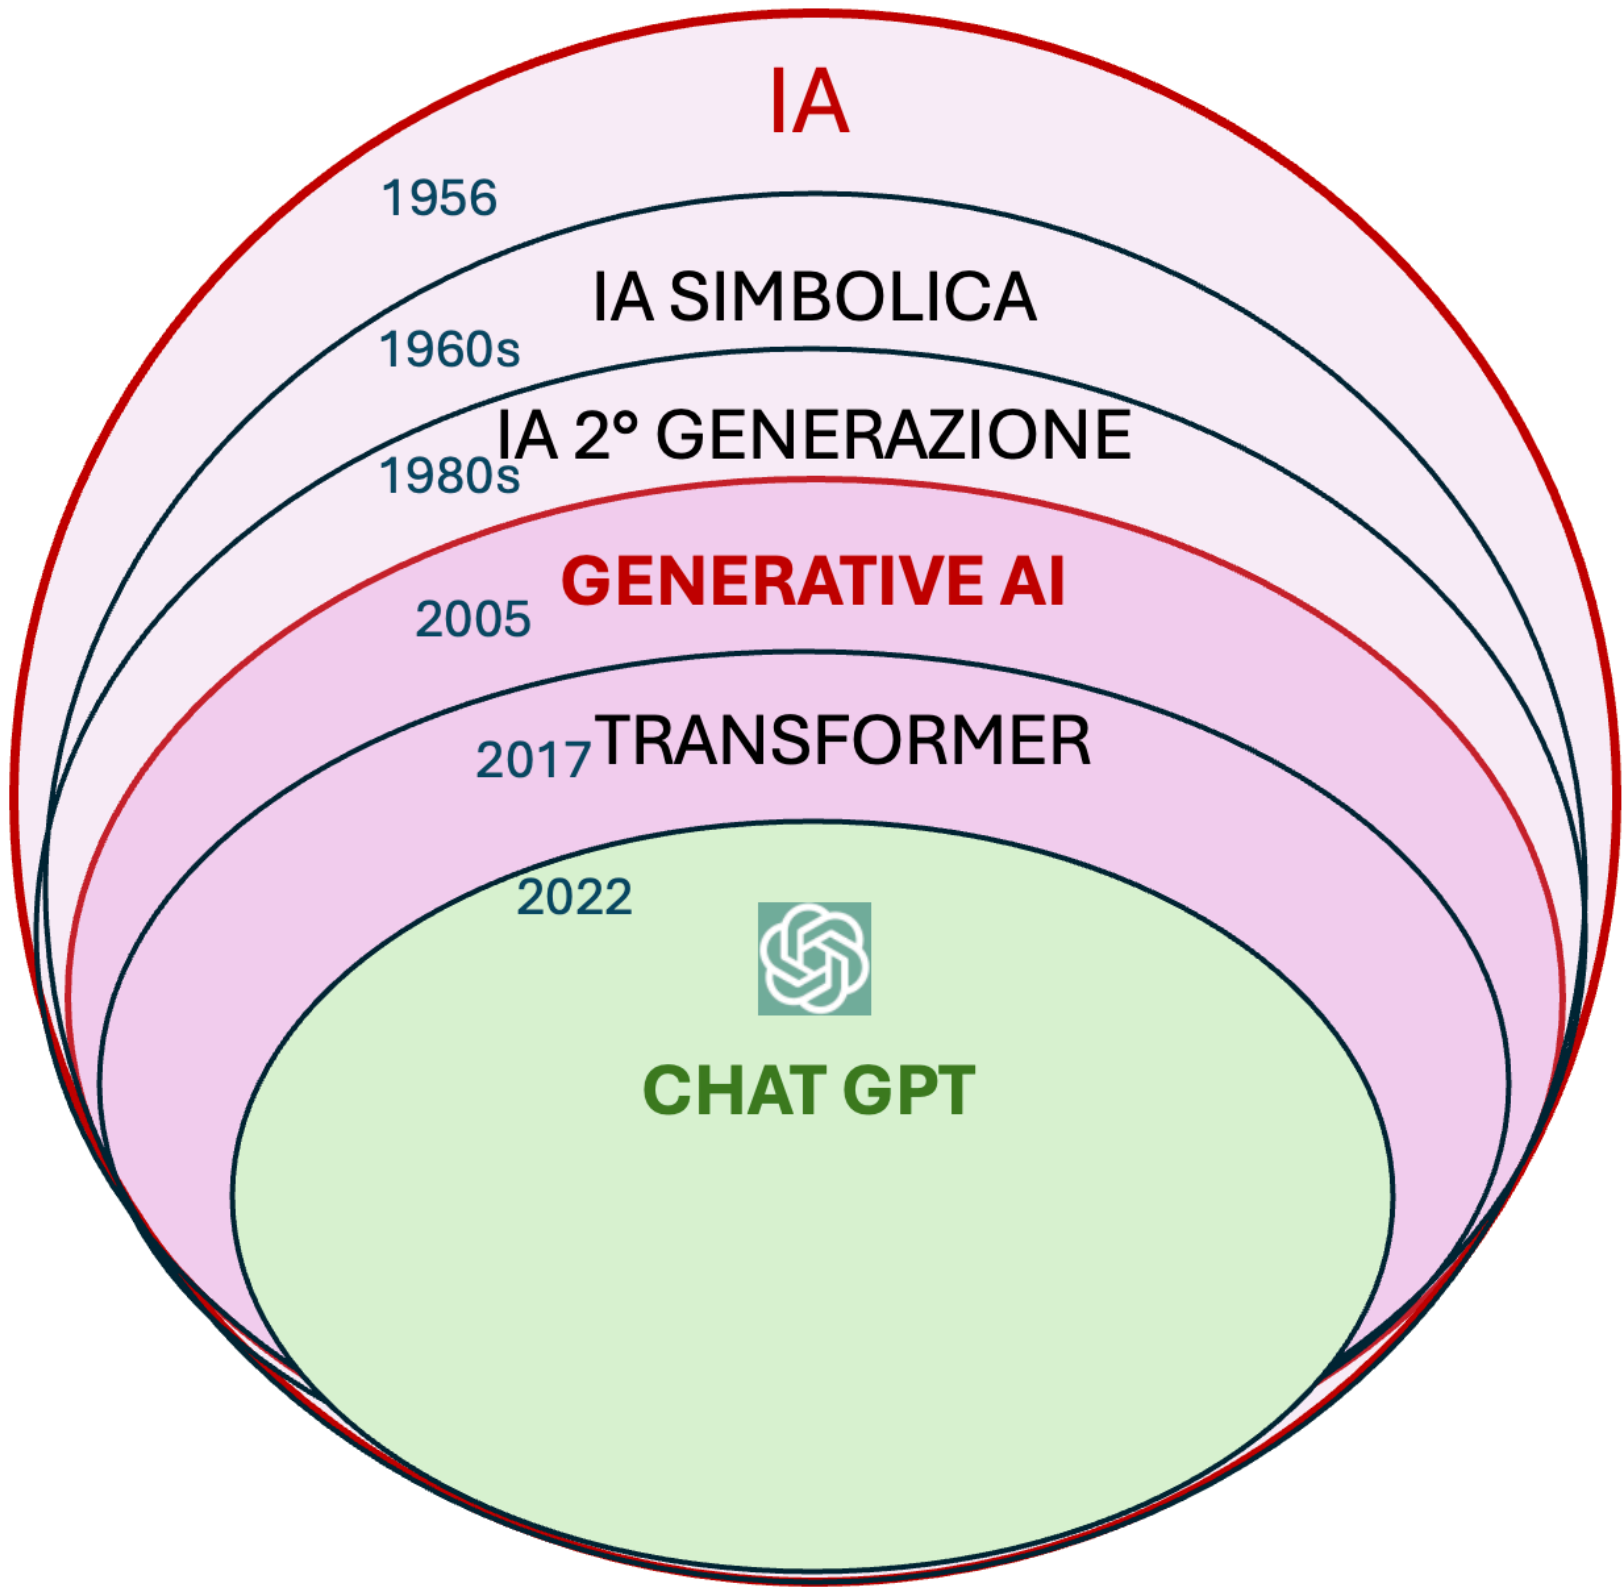 IA
1956
IA SIMBOLICA
1960s
IA 2° GENERAZIONE
1980s
GENERATIVE AI
2005
TRANSFORMER
2017
2022
CHAT GPT